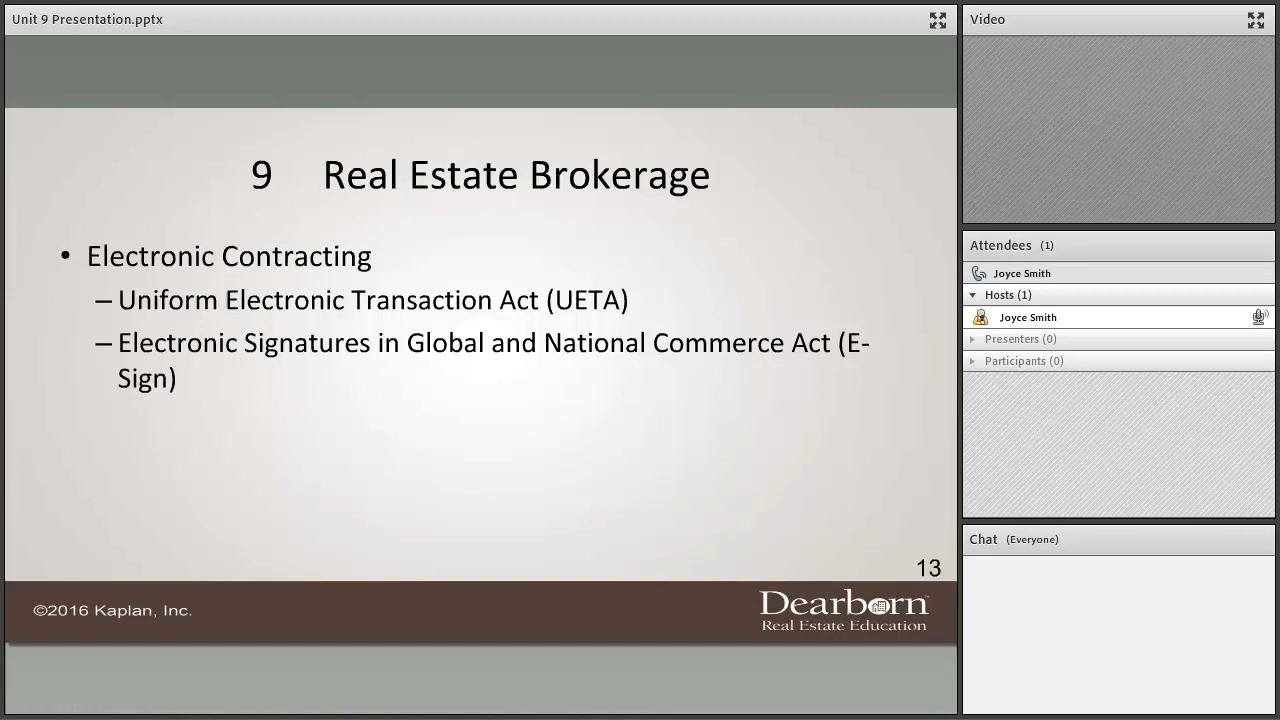 Unit 9 Presentation.pptx
9 Real Estate Brokerage
• Electronic Contracting
– Uniform Electronic Transaction Act (UETA)
– Electronic Signatures in Global and National Commerce Act (E-
Sign)
13
©2016 Kaplan, Inc.
Dearborn™
Real Estate Education
Video
Attendees (1)
Joyce Smith
Hosts (1)
Joyce Smith
Presenters (0)
Participants (0)
Chat (Everyone)